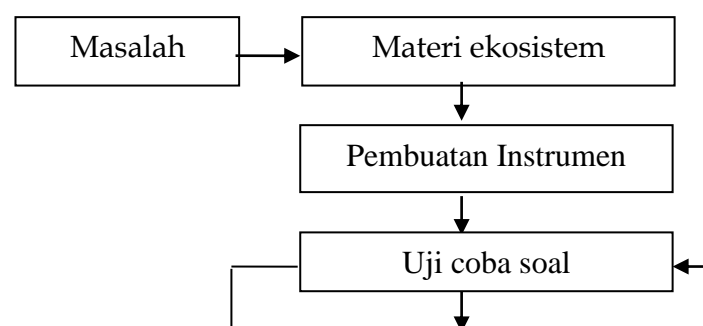 Masalah
Materi ekosistem
Pembuatan Instrumen
Uji coba soal